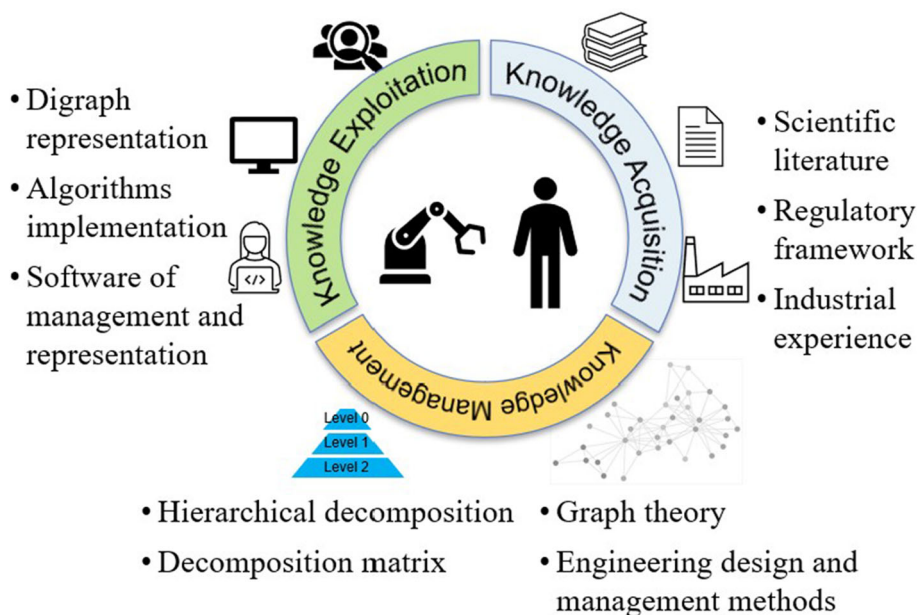 Knowledge Exploitation
Knowledge Acquisition
Knowledge Management
• Digraph
representation
• Algorithms
implementation
• Software of
management and
representation
</>
• Scientific
literature
• Regulatory
framework
• Industrial
experience
Level 0
Level 1
Level 2
• Hierarchical decomposition
• Decomposition matrix
• Graph theory
• Engineering design and
management methods